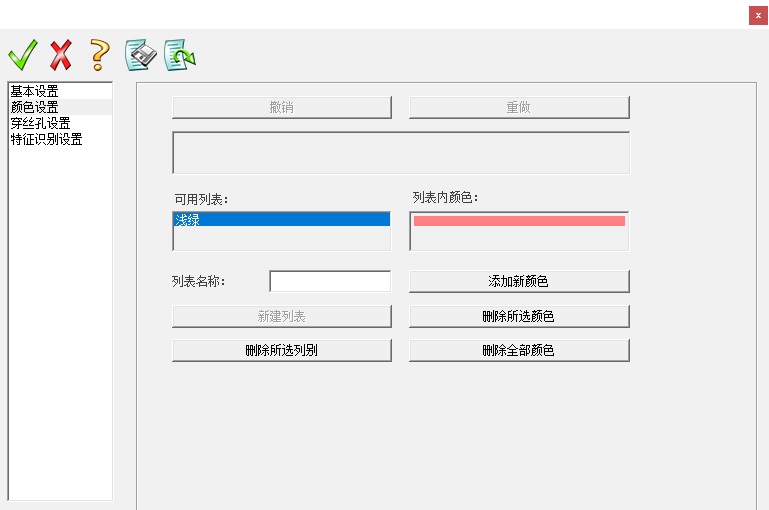 x
基本设置
颜色设置
穿丝孔设置
特征识别设置
撤销
重做
可用列表：
列表内颜色：
浅绿
列表名称：
添加新颜色
新建列表
删除所选颜色
删除所选列别
删除全部颜色